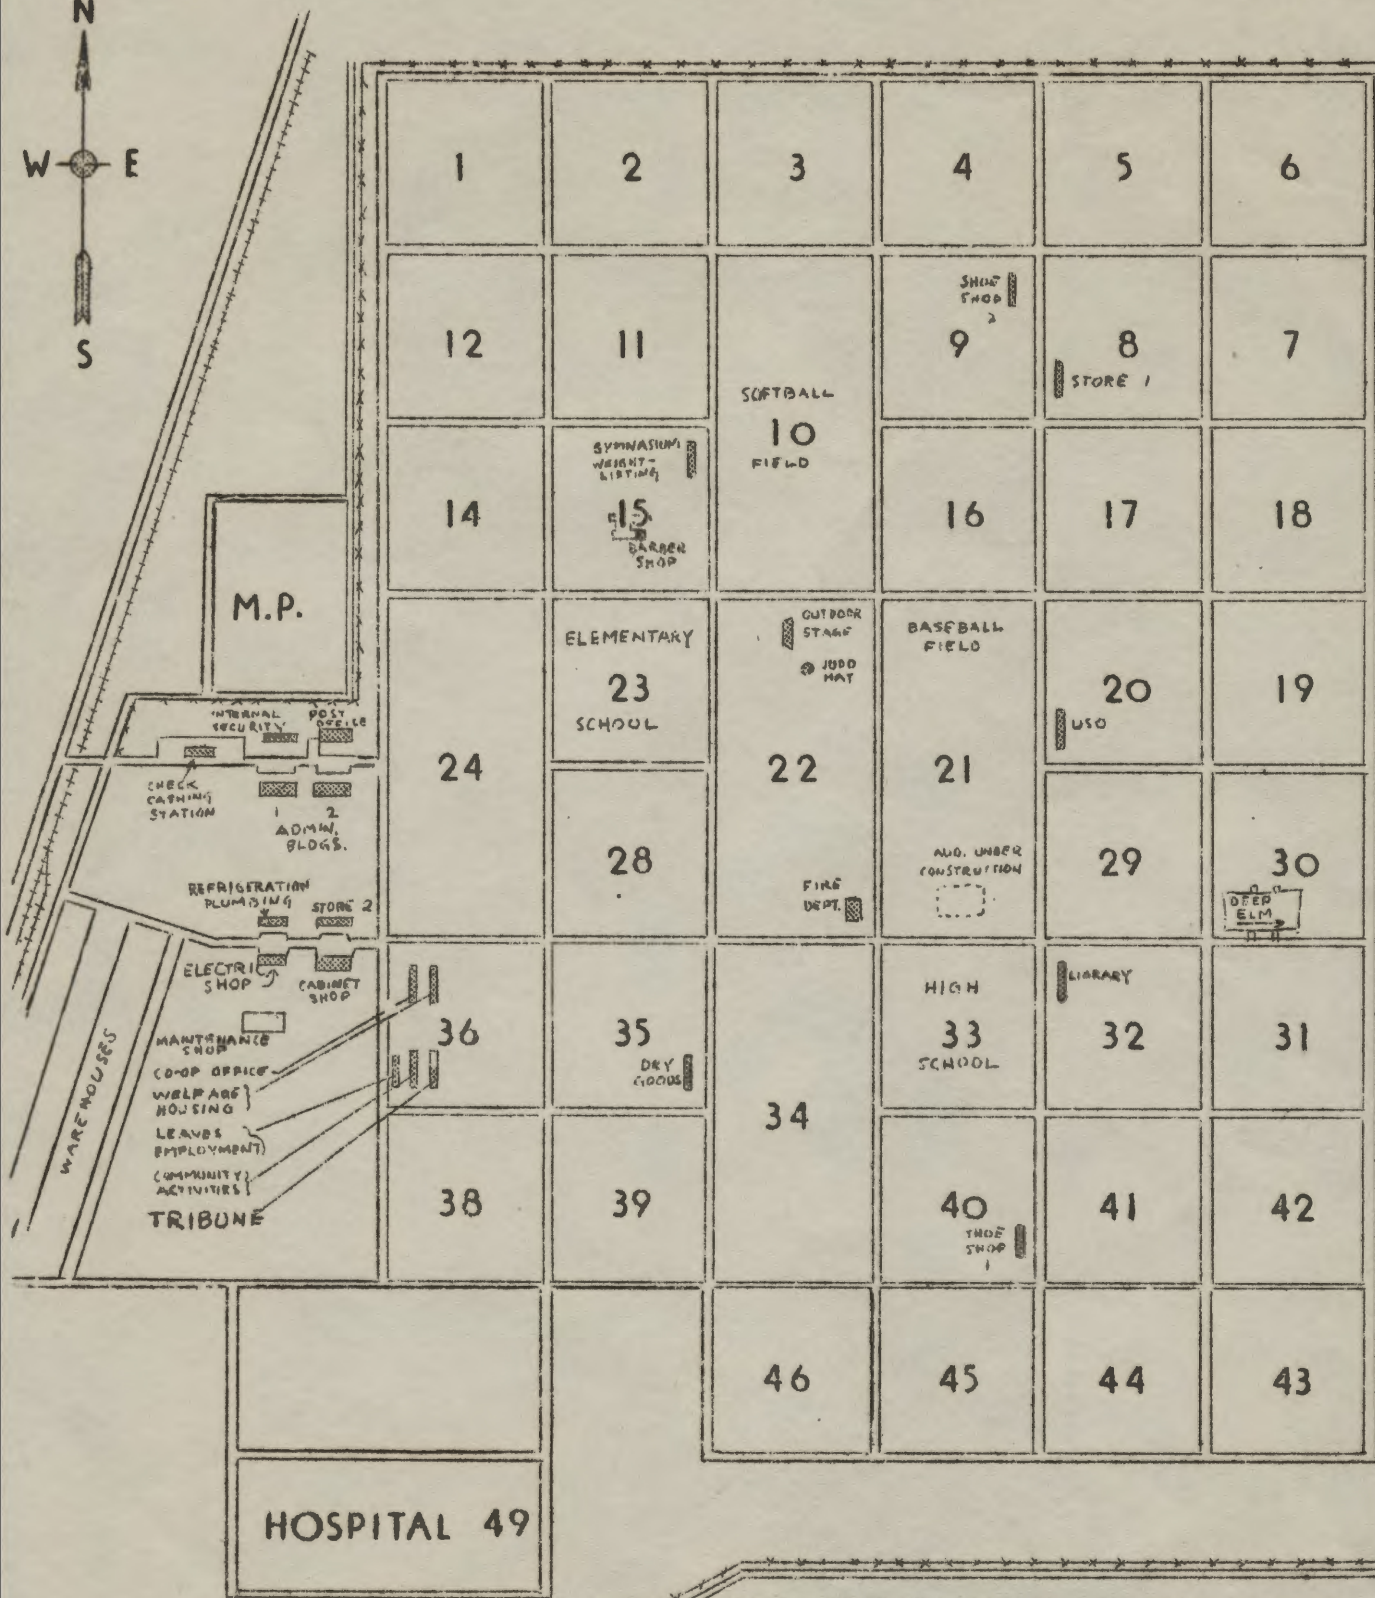 N
W E
S
1 2 3 4 5 6
12 11
SOFTBALL
10
FIELD
SHOE
SHOP
2
9
8
STORE 1
7
14
GYMNASIUM
WEIGHT-
LIFTING
15
BARBER
SHOP
16 17 18
M.P.
INTERNAL
SECURITY
POST
OFFICE
CHECK
CASHING
STATION
1 2
ADMIN.
BLDGS.
24
ELEMENTARY
23
SCHOOL
OUTDOOR
STAGE
JUDO
MAT
22
FIRE
DEPT.
BASEBALL
FIELD
21
AUD. UNDER
CONSTRUCTION
20
USO
19
28
29
30
DEEP
ELM
REFRIGERATION
PLUMBING
STORE 2
ELECTRIC
SHOP
CABINET
SHOP
MAINTENANCE
SHOP
CO-OP OFFICE
WELFARE
HOUSING
LEAVES
EMPLOYMENT
COMMUNITY
ACTIVITIES
TRIBUNE
WAREHOUSES
36
35
DRY
GOODS
34
HIGH
33
SCHOOL
LIBRARY
32
31
38 39
40
SHOE
SHOP
1
41 42
46 45 44 43
HOSPITAL 49